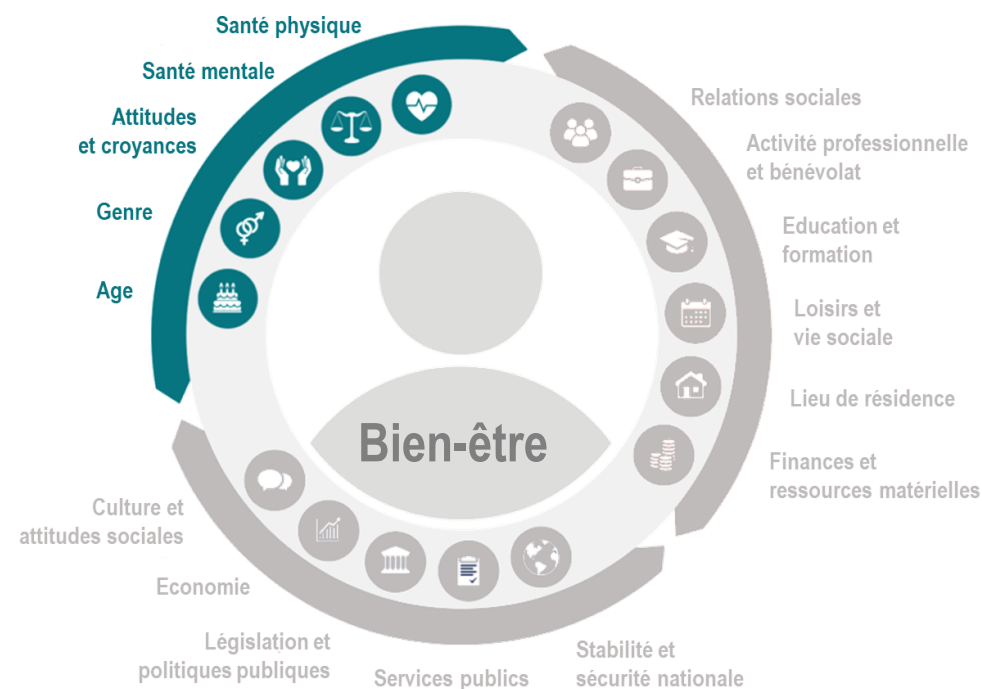 Santé physique
Santé mentale
Attitudes
et croyances
Genre
Age
Relations sociales
Activité professionnelle
et bénévolat
Education et
formation
Loisirs et
vie sociale
Lieu de résidence
Finances et
ressources matérielles
Bien-être
Culture et
attitudes sociales
Economie
Législation et
politiques publiques
Services publics
Stabilité et
sécurité nationale